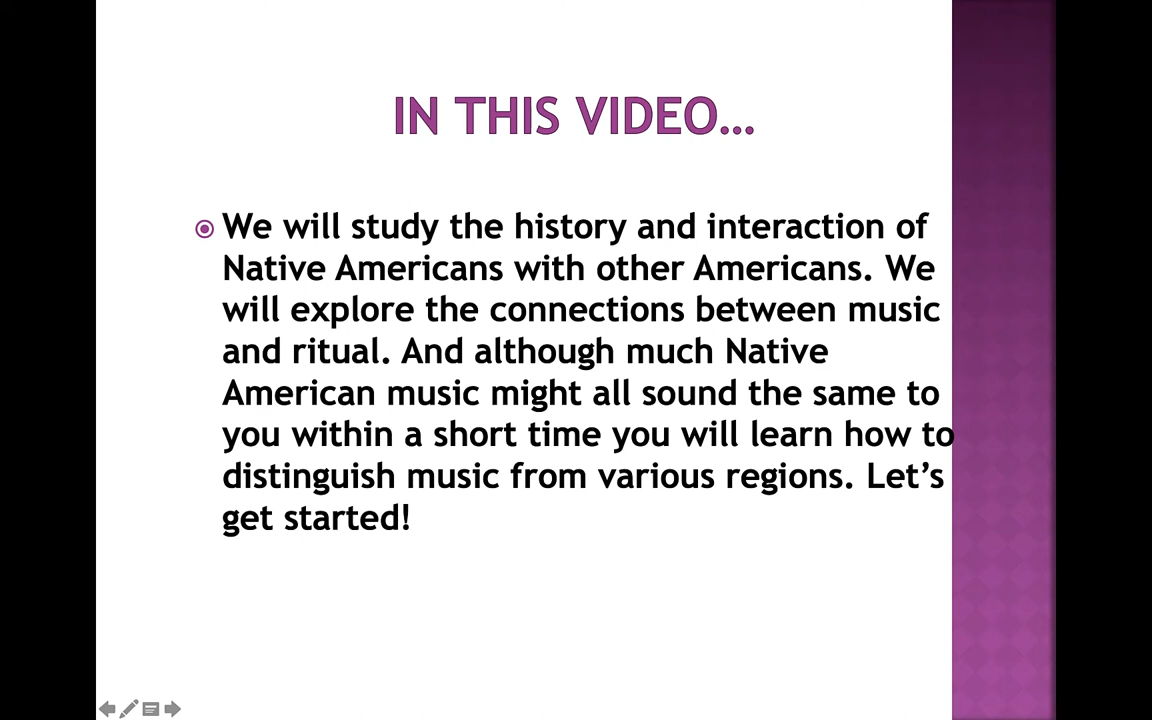 IN THIS VIDEO…
We will study the history and interaction of
Native Americans with other Americans. We
will explore the connections between music
and ritual. And although much Native
American music might all sound the same to
you within a short time you will learn how to
distinguish music from various regions. Let’s
get started!